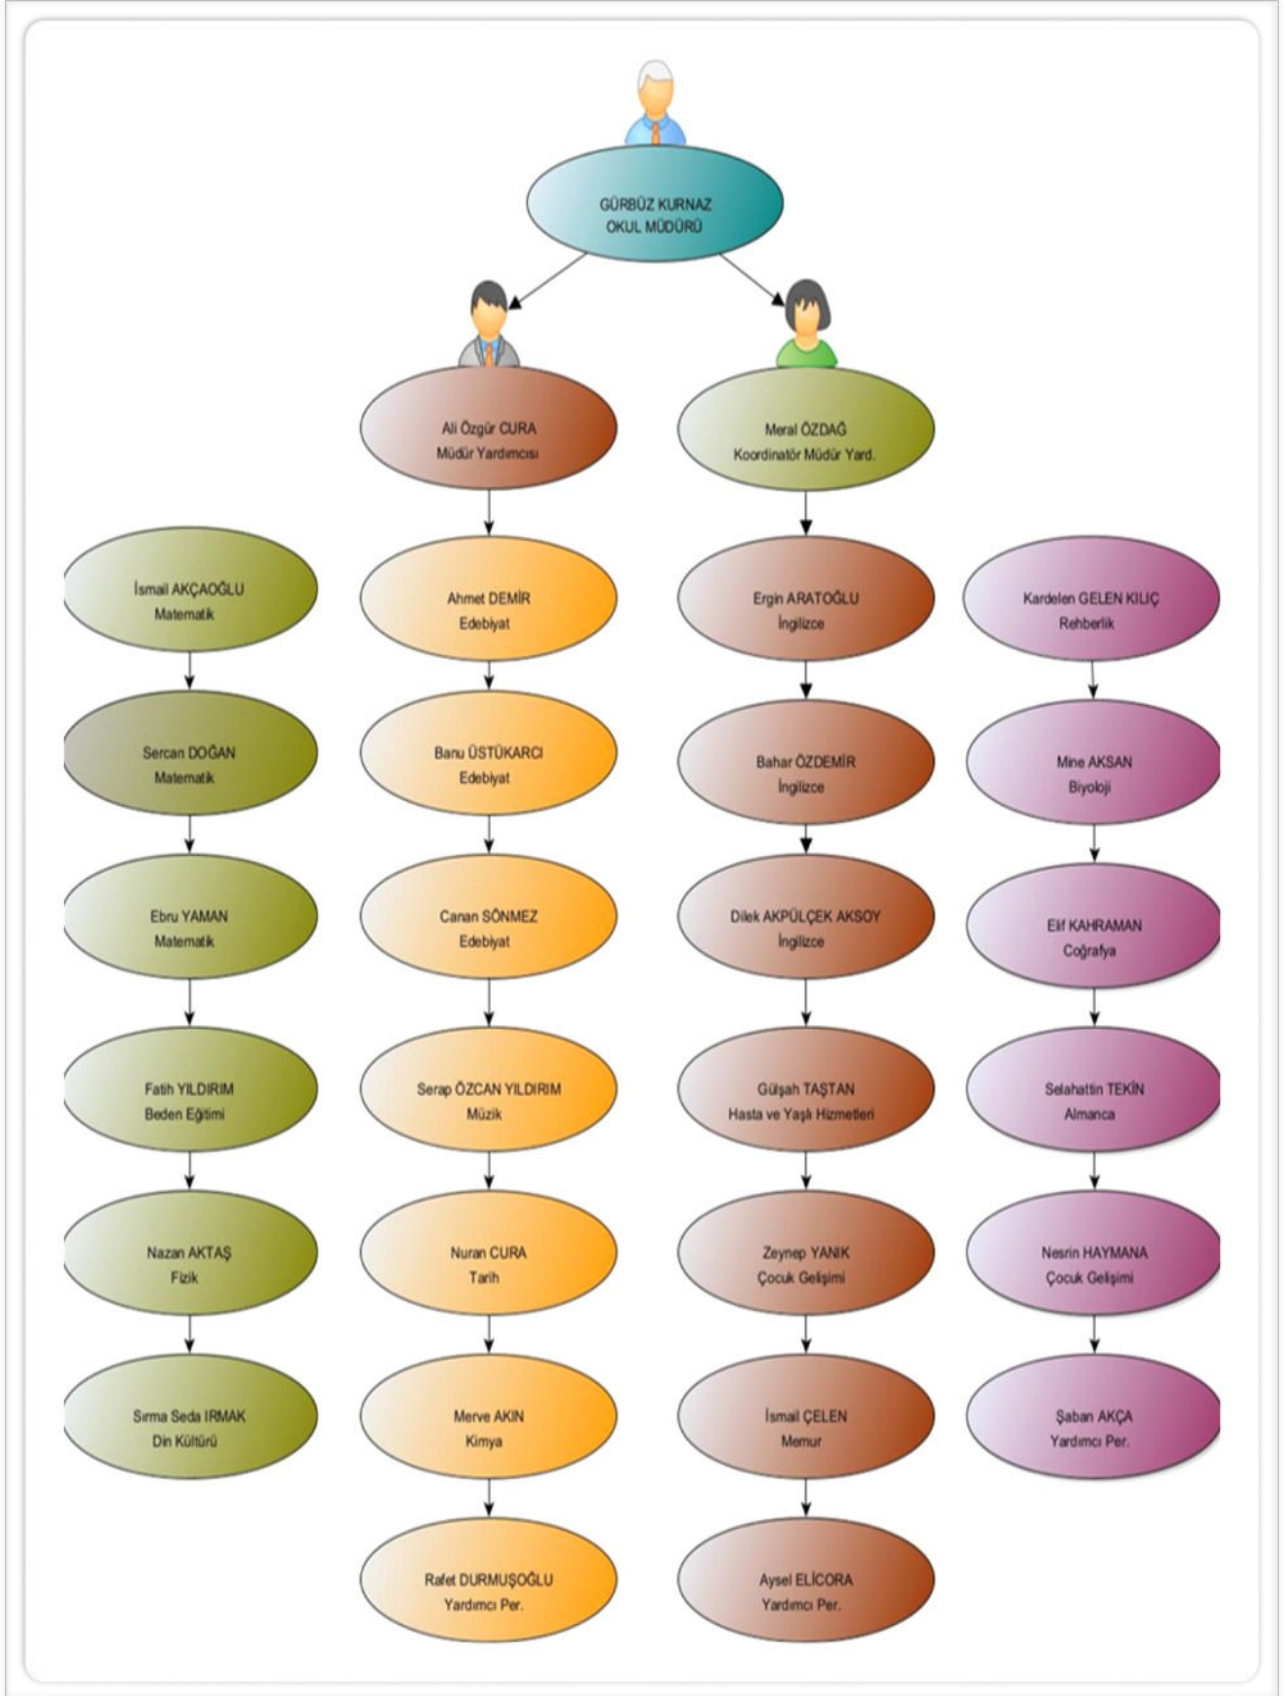 GÜRBÜZ KURNAZ
OKUL MÜDÜRÜ
Ali Özgür CURA
Müdür Yardımcısı
Meral ÖZDAĞ
Koordinatör Müdür Yard.
İsmail AKÇAOĞLU
Matematik
Ahmet DEMİR
Edebiyat
Ergin ARATOĞLU
İngilizce
Kardelen GELEN KILIÇ
Rehberlik
Sercan DOĞAN
Matematik
Banu ÜSTÜKARCI
Edebiyat
Bahar ÖZDEMİR
İngilizce
Mine AKSAN
Biyoloji
Ebru YAMAN
Matematik
Canan SÖNMEZ
Edebiyat
Dilek AKPÜLÇEK AKSOY
İngilizce
Elif KAHRAMAN
Coğrafya
Fatih YILDIRIM
Beden Eğitimi
Serap ÖZCAN YILDIRIM
Müzik
Gülşah TAŞTAN
Hasta ve Yaşlı Hizmetleri
Selahattin TEKİN
Almanca
Nazan AKTAŞ
Fizik
Nuran CURA
Tarih
Zeynep YANIK
Çocuk Gelişimi
Nesrin HAYMANA
Çocuk Gelişimi
Sırma Seda IRMAK
Din Kültürü
Merve AKIN
Kimya
İsmail ÇELEN
Memur
Şaban AKÇA
Yardımcı Per.
Rafet DURMUŞOĞLU
Yardımcı Per.
Aysel ELİCORA
Yardımcı Per.